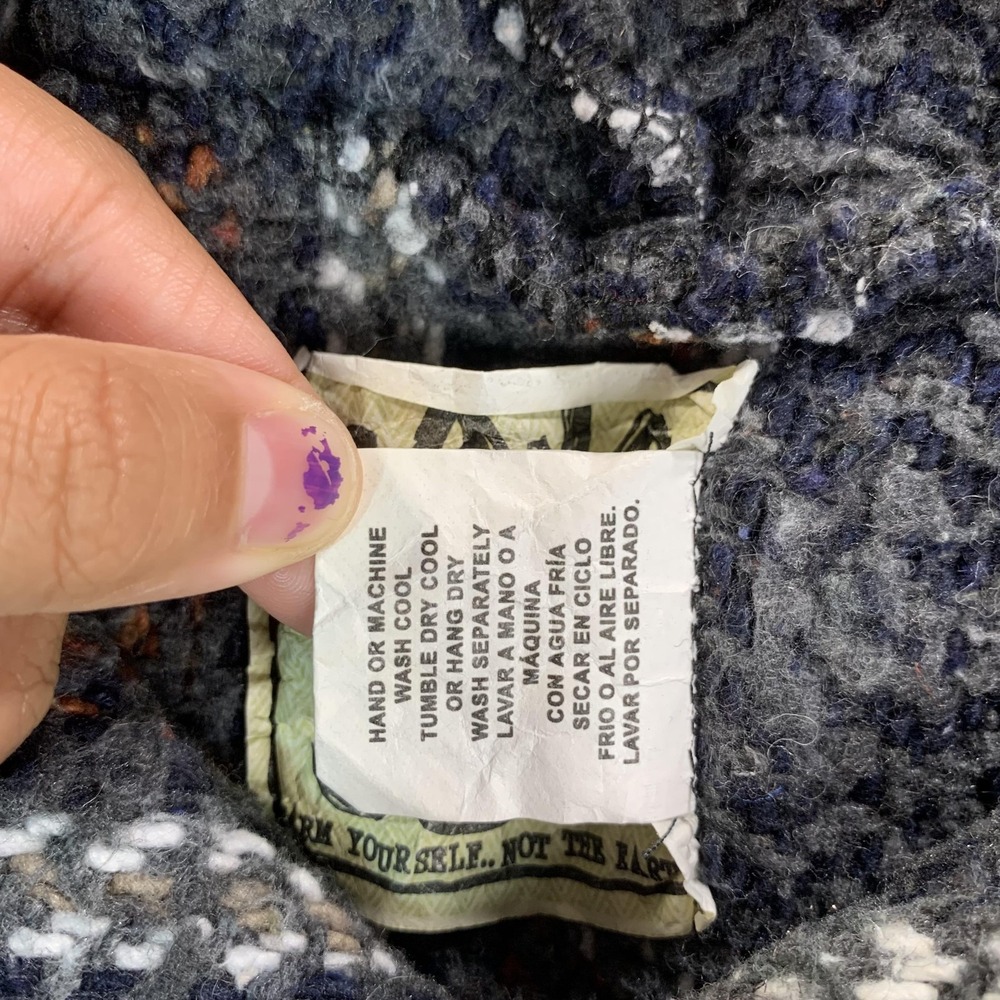 HAND OR MACHINE
WASH COOL
TUMBLE DRY COOL
OR HANG DRY
WASH SEPARATELY
LAVAR A MANO O A
MÁQUINA
CON AGUA FRÍA
SECAR EN CICLO
FRIO O AL AIRE LIBRE.
LAVAR POR SEPARADO.
YOURSELF.. NOT THE